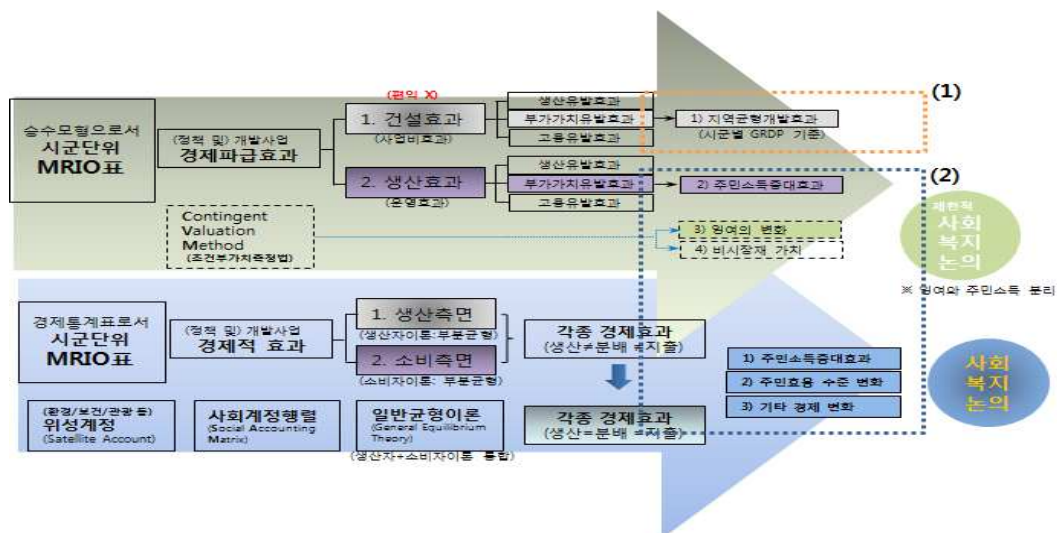 (1)
(편익 X)
생산유발효과
1. 건설효과
부가가치유발효과
1) 지역균형개발효과
(사업비효과)
고용유발효과
(시군별 GRDP 기준)
승수모형으로서
시군단위
MRIO표
(정책 및) 개발사업
경제파급효과
생산유발효과
(2)
2. 생산효과
부가가치유발효과
2) 주민소득증대효과
(운영효과)
고용유발효과
Contingent
Valuation
Method
(조건부가치측정법)
3) 잉여의 변화
4) 비시장재 가치
제한적
사회
복지
논의
※ 잉여와 주민소득 분리
경제통계표로서
시군단위
MRIO표
(정책 및) 개발사업
경제적 효과
1. 생산측면
(생산자이론:부분균형)
2. 소비측면
(소비자이론: 부분균형)
각종 경제효과
(생산≠분배≠지출)
1) 주민소득증대효과
2) 주민효용 수준 변화
3) 기타 경제 변화
사회
복지
논의
(환경/보건/관광 등)
위성계정
(Satellite Account)
사회계정행렬
(Social Accounting
Matrix)
일반균형이론
(General Equilibrium
Theory)
(생산자+소비자이론 통합)
각종 경제효과
(생산=분배=지출)